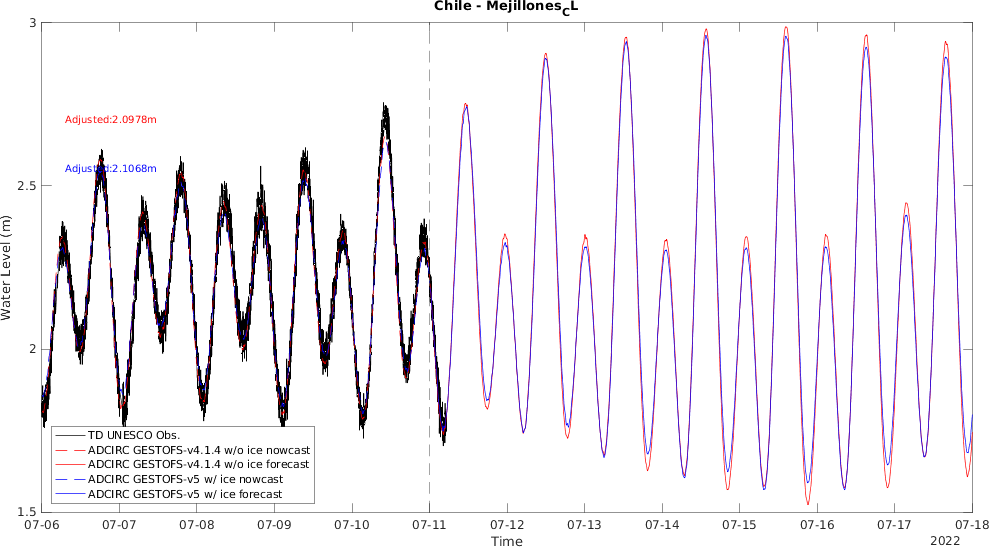 Chile - Mejillones_CL
3
2.5
2
1.5
Water Level (m)
Adjusted:2.0978m
Adjusted:2.1068m
TD UNESCO Obs.
ADCIRC GESTOFS-v4.1.4 w/o ice nowcast
ADCIRC GESTOFS-v4.1.4 w/o ice forecast
ADCIRC GESTOFS-v5 w/ ice nowcast
ADCIRC GESTOFS-v5 w/ ice forecast
07-06 07-07 07-08 07-09 07-10 07-11 07-12 07-13 07-14 07-15 07-16 07-17 07-18
Time
2022